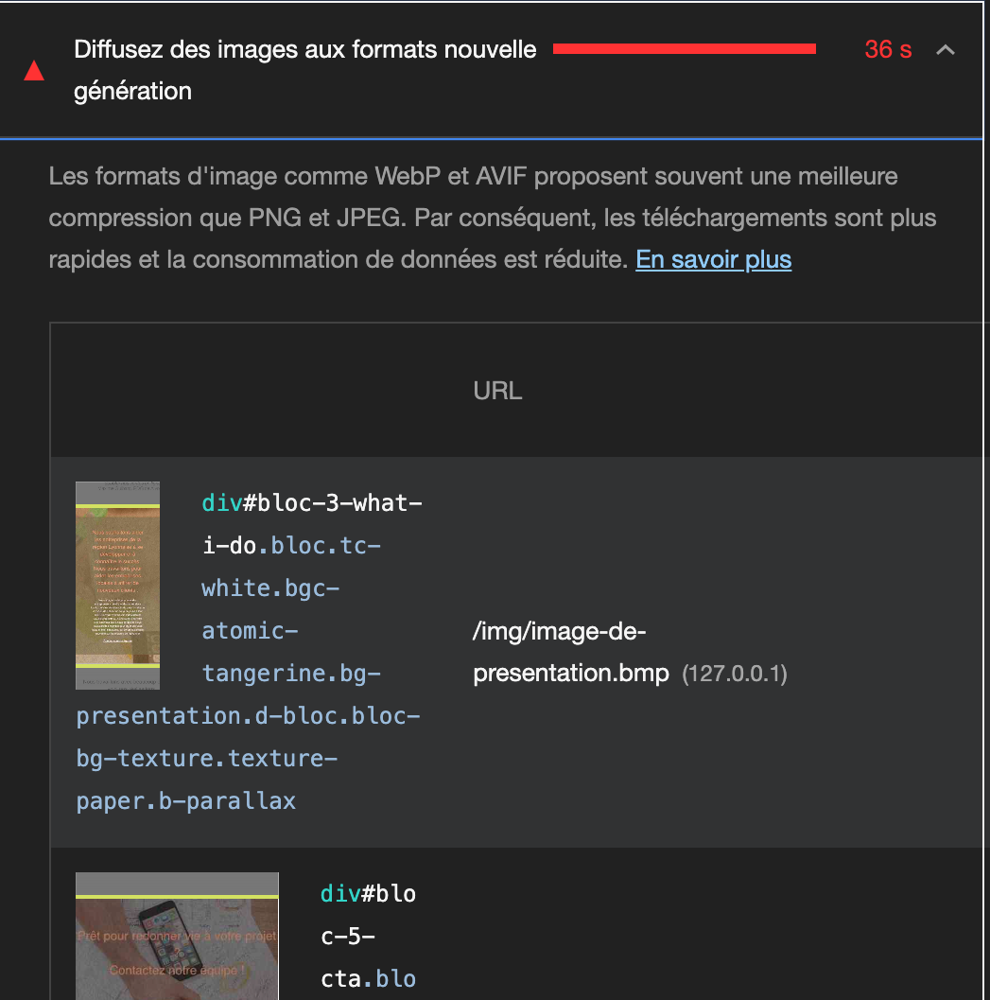 Diffusez des images aux formats nouvelle
génération
36 s
Les formats d'image comme WebP et AVIF proposent souvent une meilleure
compression que PNG et JPEG. Par conséquent, les téléchargements sont plus
rapides et la consommation de données est réduite. En savoir plus
URL
div#bloc-3-what-
i-do.bloc.tc-
white.bgc-
atomic-
tangerine.bg-
presentation.d-bloc.bloc-
bg-texture.texture-
paper.b-parallax
/img/image-de-
presentation.bmp (127.0.0.1)
Prêt pour redonner vie à votre projet
?
Contactez notre équipe !
div#blo
c-5-
cta.blo